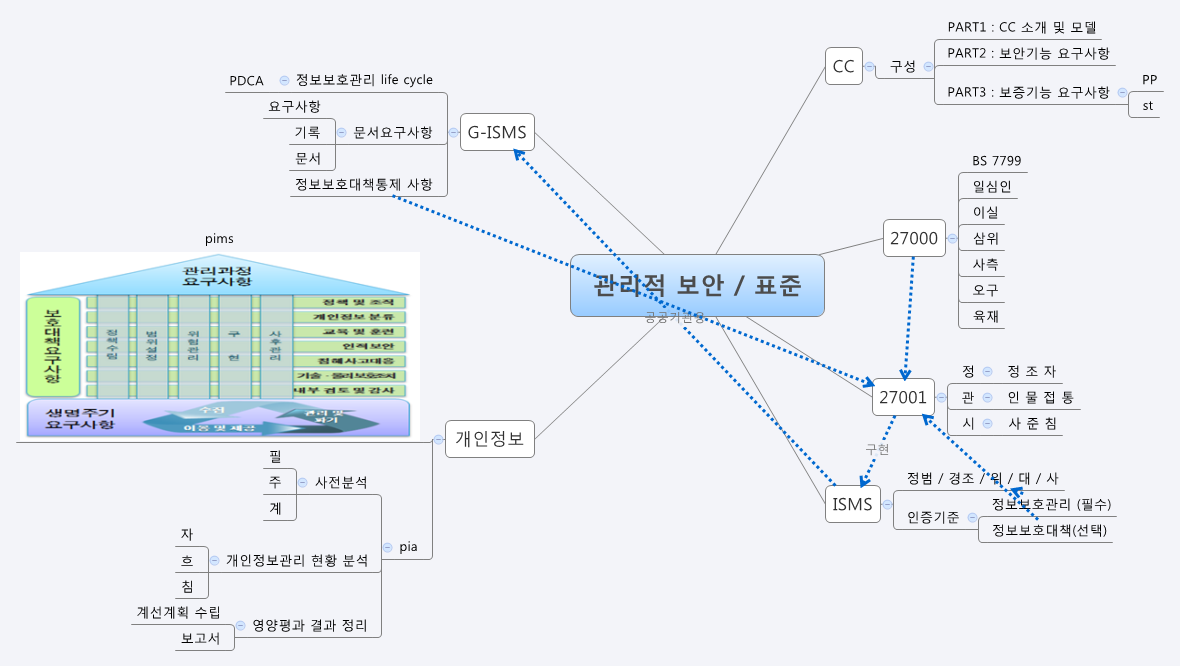 관리적 보안 / 표준
공공기관용
CC
구성
PART1 : CC 소개 및 모델
PART2 : 보안기능 요구사항
PART3 : 보증기능 요구사항
PP
st
27000
BS 7799
일심인
이실
삼위
사측
오구
육재
27001
정 정 조 자
관 인 물 접 통
시 사 준 침
구현
ISMS
정범 / 경조 / 위 / 대 / 사
인증기준
정보보호관리 (필수)
정보보호대책(선택)
G-ISMS
정보보호관리 life cycle
PDCA
문서요구사항
요구사항
기록
문서
정보보호대책통제 사항
개인정보
pims
관리과정
요구사항
보호대책요구사항
정책수립
범위설정
위험관리
구현
사후관리
정책 및 조직
개인정보 분류
교육 및 훈련
인적보안
침해사고대응
기술·물리보호조치
내부 검토 및 감사
생명주기
요구사항
수집
이용 및 제공
관리 및
파기
pia
사전분석
필
주
계
개인정보관리 현황 분석
자
흐
침
영양평과 결과 정리
계선계획 수립
보고서